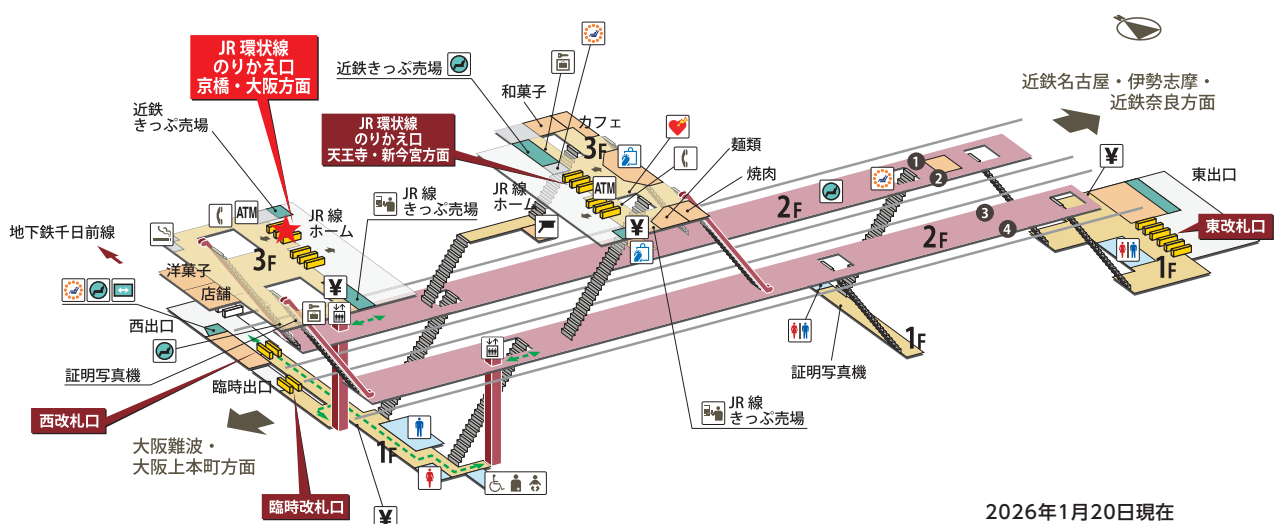 JR 環状線
のりかえ口
京橋・大阪方面
近鉄きっぷ売場
和菓子
カフェ
近鉄
きっぷ売場
JR 環状線
のりかえ口
天王寺・新今宮方面
3F
ATM
麺類
焼肉
近鉄名古屋・伊勢志摩・
近鉄奈良方面
¥
東出口
東改札口
1F
1
2
2F
3
4
2F
JR 線
ホーム
JR 線
きっぷ売場
¥
ATM
JR 線
ホーム
地下鉄千日前線
3F
洋菓子
店舗
¥
西出口
証明写真機
臨時出口
西改札口
大阪難波・
大阪上本町方面
臨時改札口
1F
¥
JR 線
きっぷ売場
証明写真機
1F
2026年1月20日現在